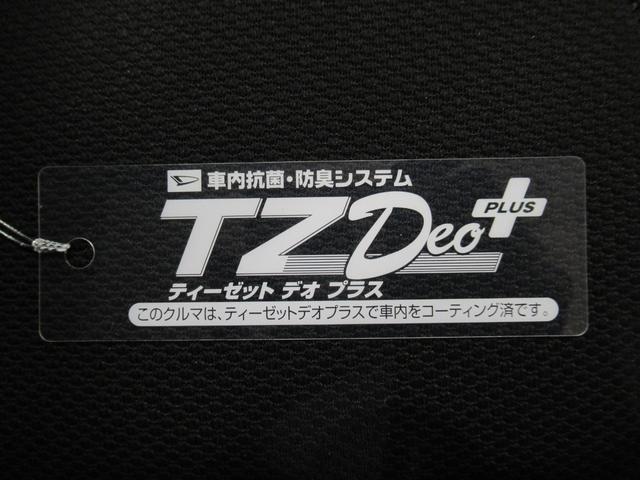 車内抗菌・防臭システム
TZ Deo PLUS
ティーゼット デオ プラス
このクルマは、ティーゼットデオプラスで車内をコーティング済です。